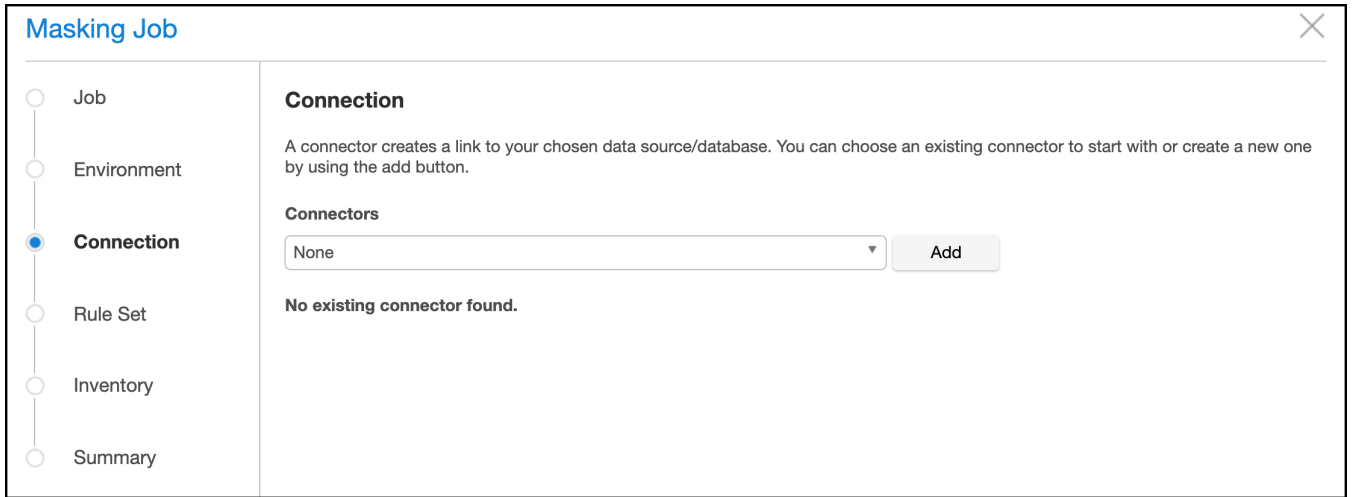 Masking Job
Job
Environment
Connection
Rule Set
Inventory
Summary
Connection
A connector creates a link to your chosen data source/database. You can choose an existing connector to start with or create a new one
by using the add button.
Connectors
None
Add
No existing connector found.